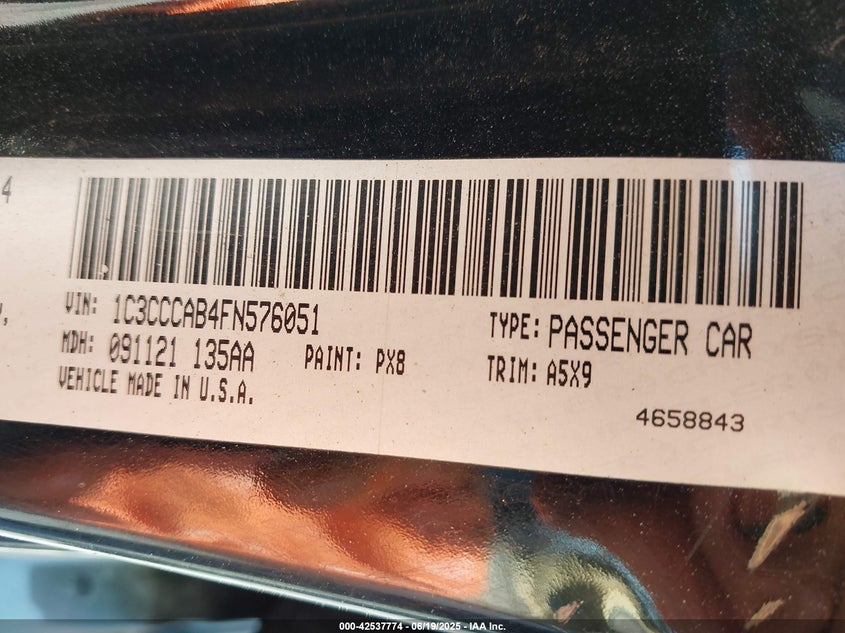 4
VIN: 1C3CCCAB4FN576051 TYPE: PASSENGER CAR
MDH: 091121 135AA PAINT: PX8 TRIM: A5X9
VEHICLE MADE IN U.S.A.
4658843
000-42537774 - 06/19/2025 - IAA Inc.